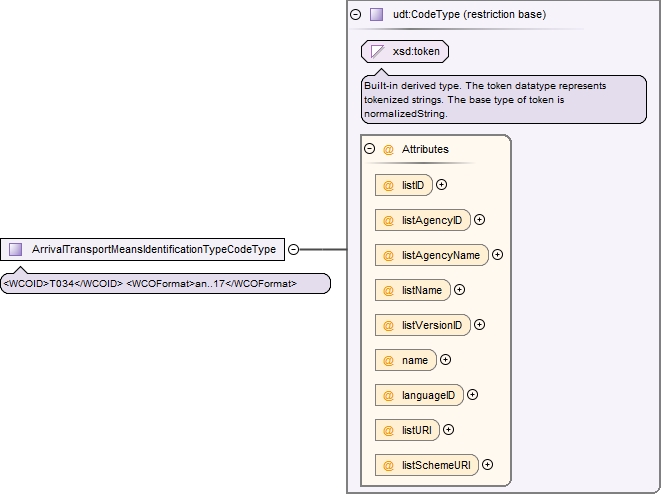 udt:CodeType (restriction base)
xsd:token
Built-in derived type. The token datatype represents
tokenized strings. The base type of token is
normalizedString.
@ Attributes
@ listID
@ listAgencyID
@ listAgencyName
@ listName
@ listVersionID
@ name
@ languageID
@ listURI
@ listSchemeURI
ArrivalTransportMeansIdentificationTypeCodeType
<WCOID>T034</WCOID> <WCOFormat>an..17</WCOFormat>